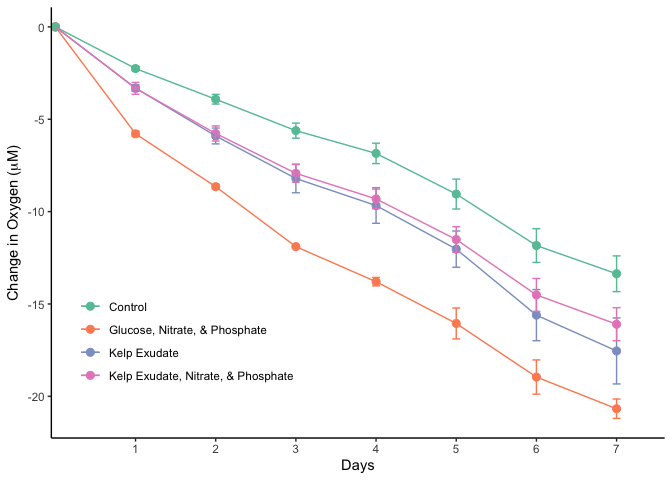 0
-5
-10
-15
-20
Change in Oxygen (μM)
Control
Glucose, Nitrate, & Phosphate
Kelp Exudate
Kelp Exudate, Nitrate, & Phosphate
1 2 3 4 5 6 7
Days